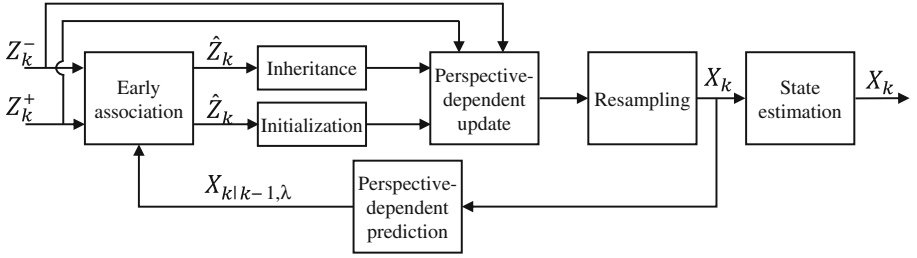 Z_k^-
Z_k^+
Early
association
Ẑ_k
Ẑ_k
Inheritance
Initialization
Perspective-
dependent
update
Resampling
X_k
State
estimation
X_k
X_{k|k−1,λ}
Perspective-
dependent
prediction